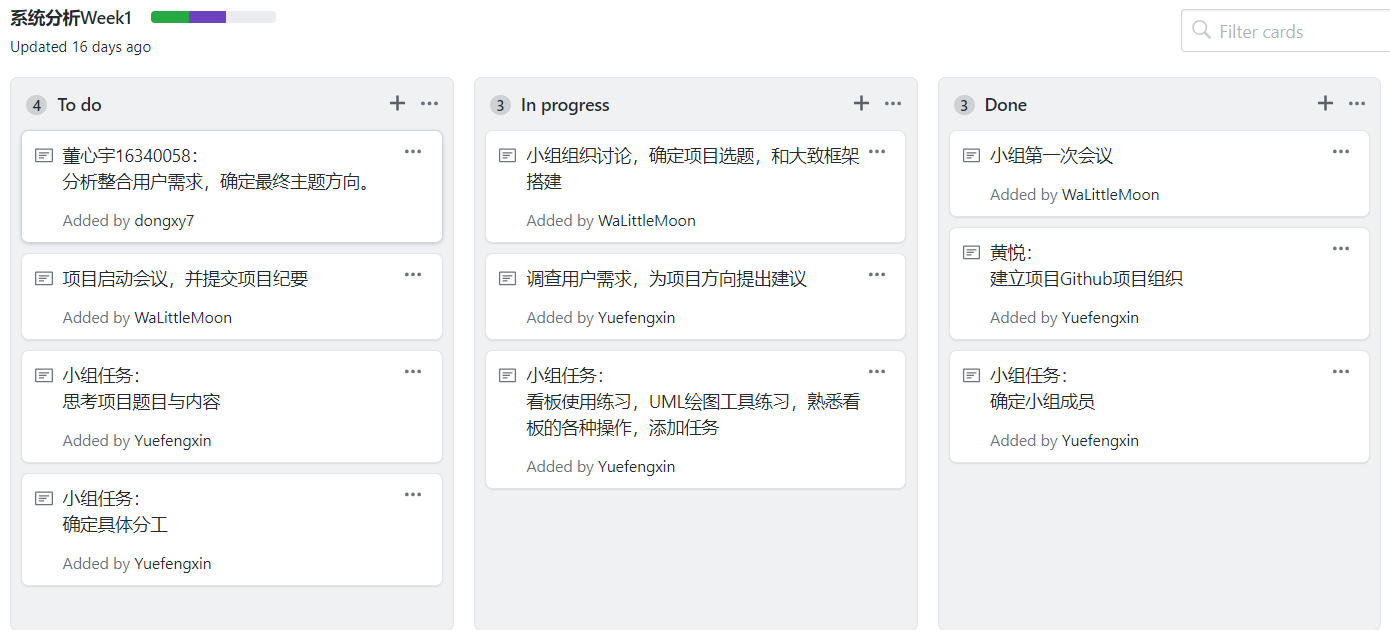 系统分析Week1
Updated 16 days ago
Filter cards
4 To do
董心宇16340058：
分析整合用户需求，确定最终主题方向。
Added by dongxy7
项目启动会议，并提交项目纪要
Added by WaLittleMoon
小组任务：
思考项目题目与内容
Added by Yuefengxin
小组任务：
确定具体分工
Added by Yuefengxin
3 In progress
小组组织讨论，确定项目选题，和大致框架
搭建
Added by WaLittleMoon
调查用户需求，为项目方向提出建议
Added by Yuefengxin
小组任务：
看板使用练习，UML绘图工具练习，熟悉看
板的各种操作，添加任务
Added by Yuefengxin
3 Done
小组第一次会议
Added by WaLittleMoon
黄悦：
建立项目Github项目组织
Added by Yuefengxin
小组任务：
确定小组成员
Added by Yuefengxin